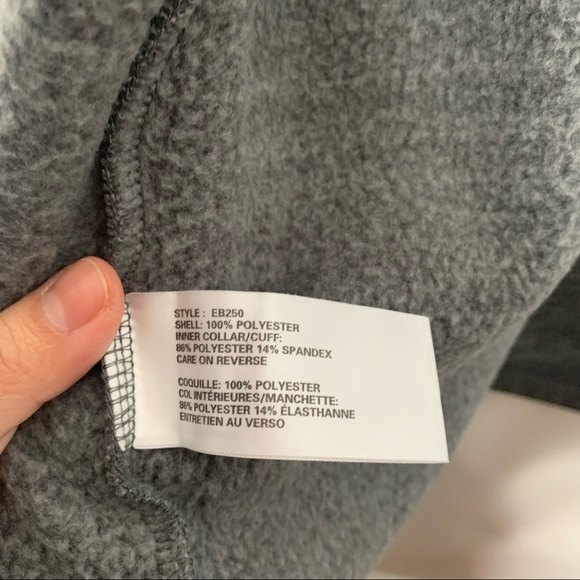 STYLE : EB250
SHELL: 100% POLYESTER
INNER COLLAR/CUFF:
86% POLYESTER 14% SPANDEX
CARE ON REVERSE
COQUILLE: 100% POLYESTER
COL INTÉRIEURES/MANCHETTE:
86% POLYESTER 14% ÉLASTHANNE
ENTRETIEN AU VERSO